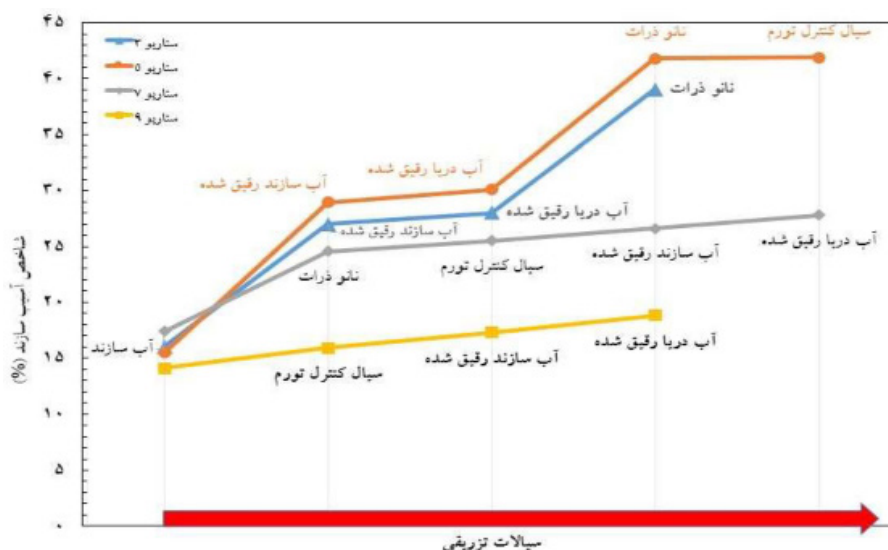 ۴۵
۴۰
۳۵
۳۰
۲۵
۲۰
۱۵
۱۰
۵
۰
شاخص آسیب سازند (%)
سناریو ۳
سناریو ۵
سناریو ۷
سناریو ۹
نانو ذرات
سیال کنترل تورم
نانو ذرات
آب دریا رقیق شده
آب سازند رقیق شده
آب دریا رقیق شده
آب سازند رقیق شده
آب دریا رقیق شده
آب سازند رقیق شده
سیال کنترل تورم
نانو ذرات
آب سازند
آب دریا رقیق شده
آب سازند رقیق شده
سیال کنترل تورم
سیالات تزریقی